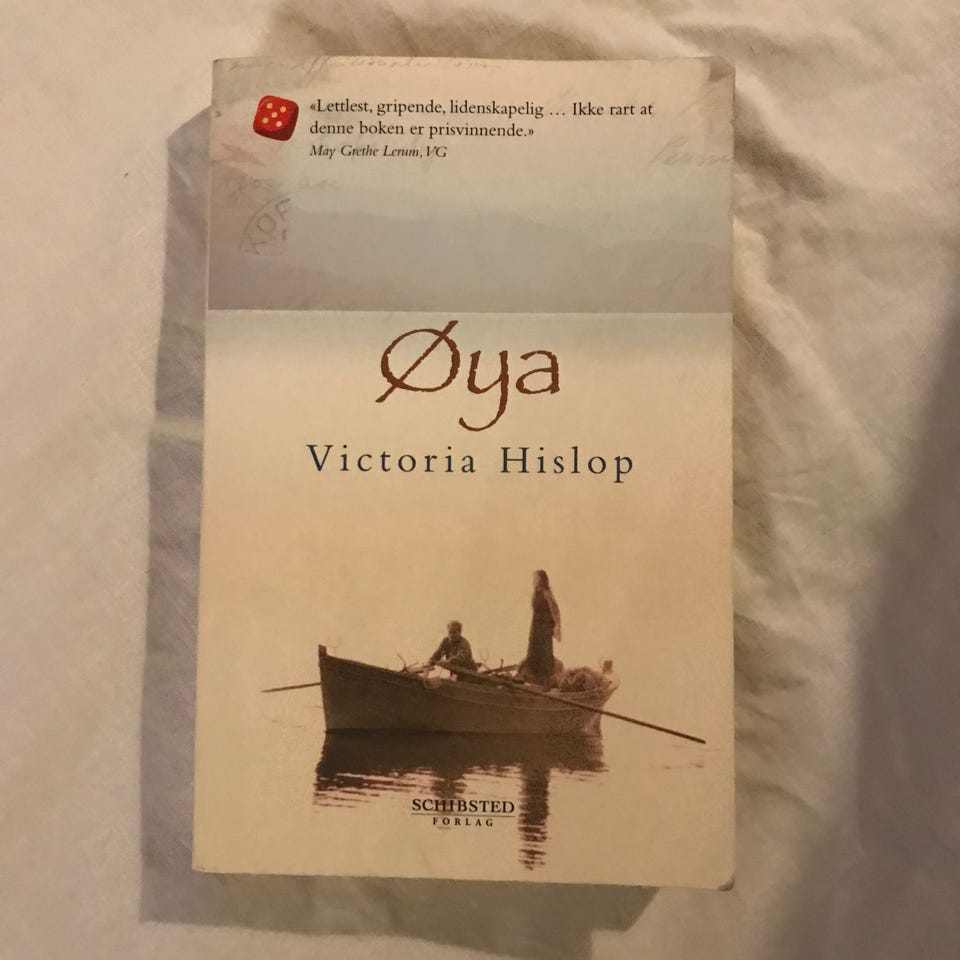 «Lettlest, gripende, lidenskapelig … Ikke rart at
denne boken er prisvinnende.»
May Grethe Lerum, VG
KOF
Øya
Victoria Hislop
SCHIBSTED
FORLAG